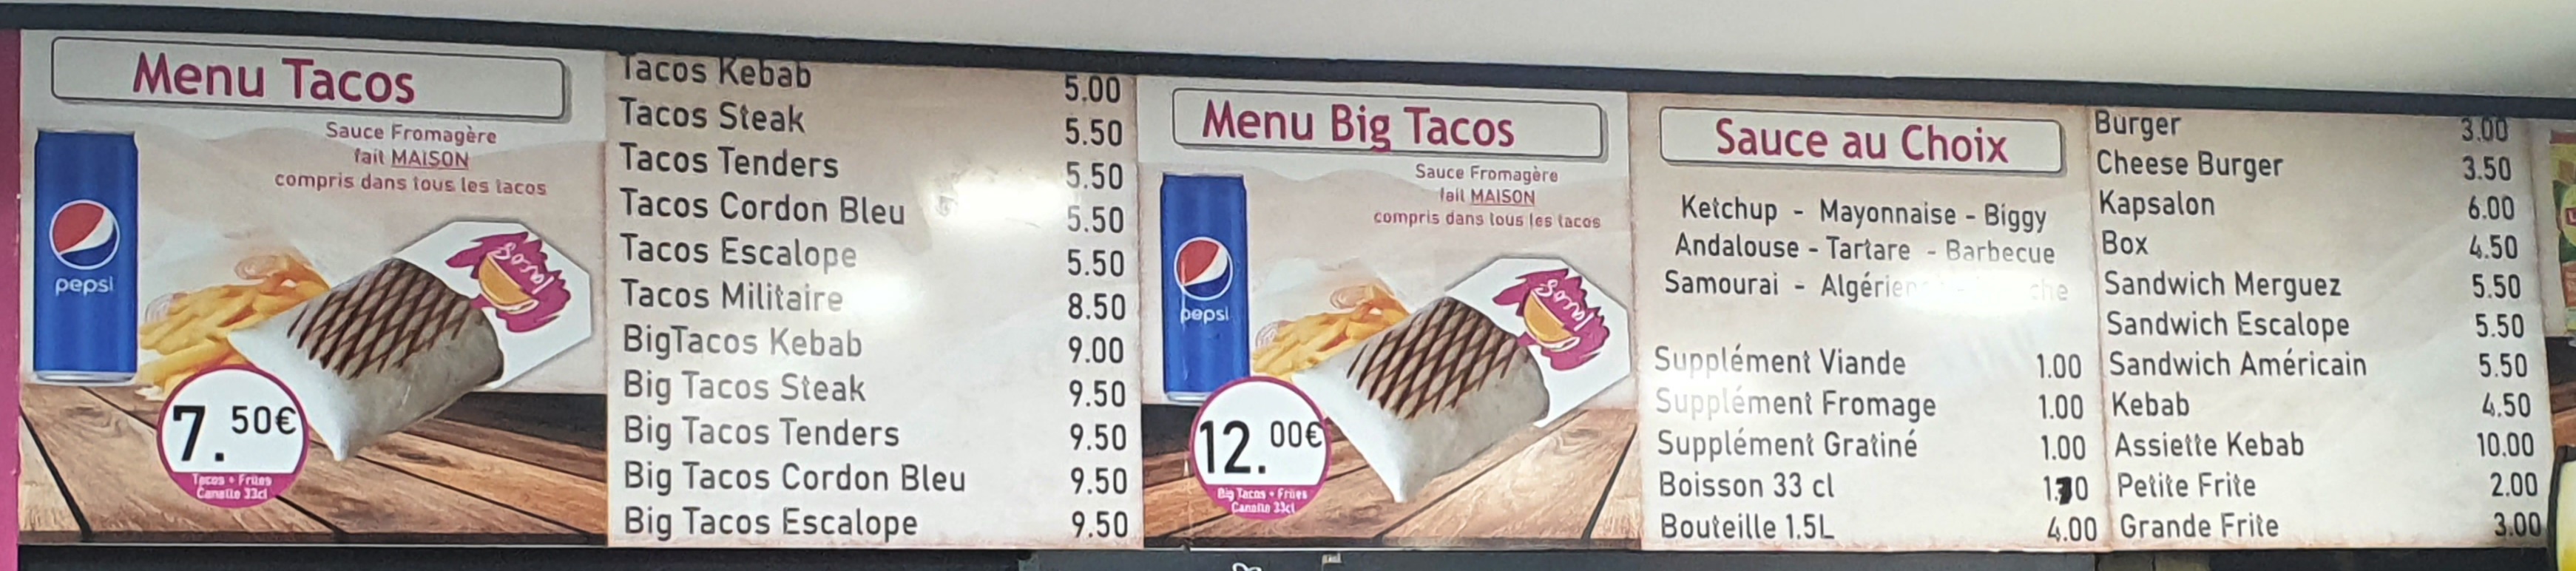 Menu Tacos
Sauce Fromagère
fait MAISON
compris dans tous les tacos
pepsi
Soral
7.50€
Tacos + Frites
Canette 33cl
Tacos Kebab 5.00
Tacos Steak 5.50
Tacos Tenders 5.50
Tacos Cordon Bleu 5.50
Tacos Escalope 5.50
Tacos Militaire 8.50
BigTacos Kebab 9.00
Big Tacos Steak 9.50
Big Tacos Tenders 9.50
Big Tacos Cordon Bleu 9.50
Big Tacos Escalope 9.50
Menu Big Tacos
Sauce Fromagère
fait MAISON
compris dans tous les tacos
pepsi
Soral
12.00€
Big Tacos + Frites
Canette 33cl
Sauce au Choix
Ketchup - Mayonnaise - Biggy
Andalouse - Tartare - Barbecue
Samourai -
Supplément Viande 1.00
Supplément Fromage 1.00
Supplément Gratiné 1.00
Boisson 33 cl
Bouteille 1.5L 4.00
Burger 3.00
Cheese Burger 3.50
Kapsalon 6.00
Box 4.50
Sandwich Merguez 5.50
Sandwich Escalope 5.50
Sandwich Américain 5.50
Kebab 4.50
Assiette Kebab 10.00
Petite Frite 2.00
Grande Frite 3.00